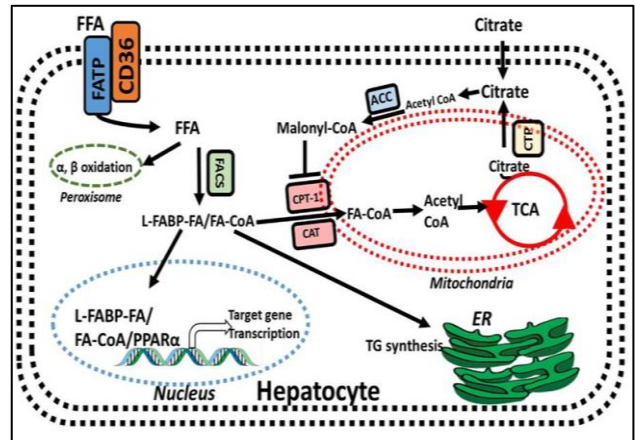 FFA
FATP
CD36
Citrate
FFA
ACC
Acetyl CoA
Citrate
Malonyl-CoA
CTP
α, β oxidation
Peroxisome
FACS
Citrate
CPT-1
CAT
L-FABP-FA/FA-CoA
FA-CoA
Acetyl
CoA
TCA
Mitochondria
L-FABP-FA/
FA-CoA/PPARα
Target gene
Transcription
Nucleus
ER
TG synthesis
Hepatocyte